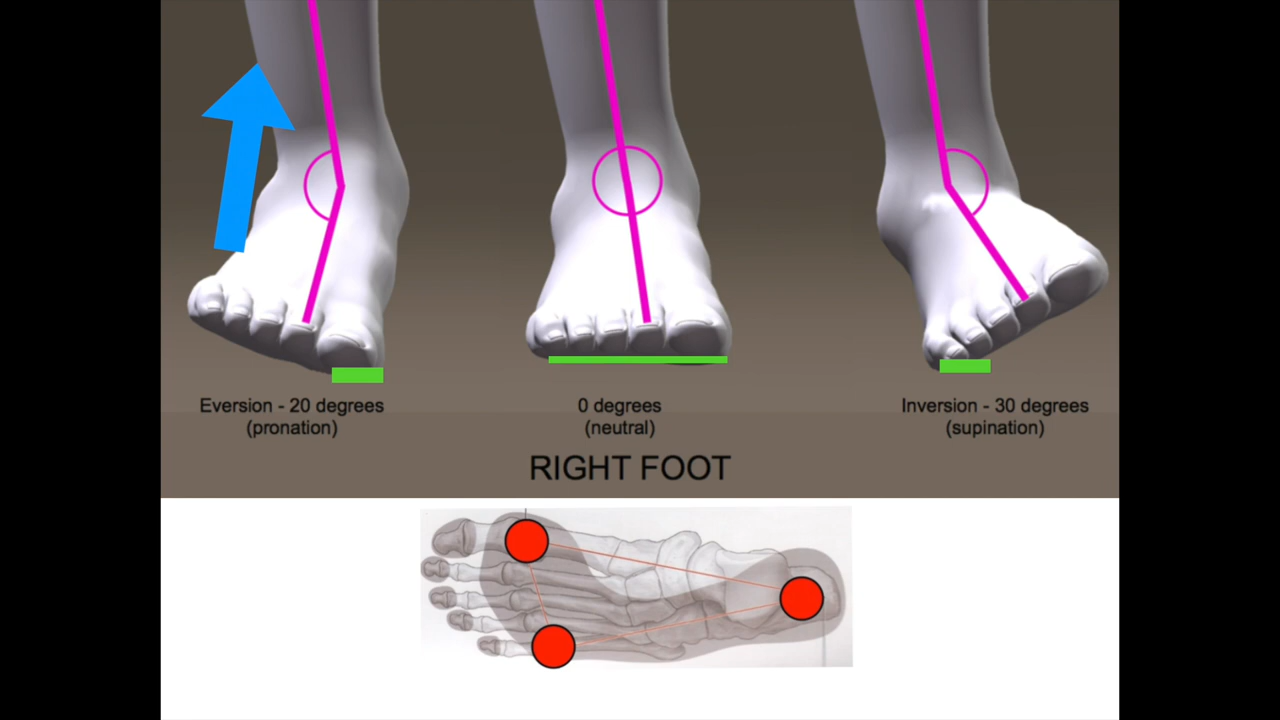 Eversion - 20 degrees
(pronation)
0 degrees
(neutral)
Inversion - 30 degrees
(supination)
RIGHT FOOT